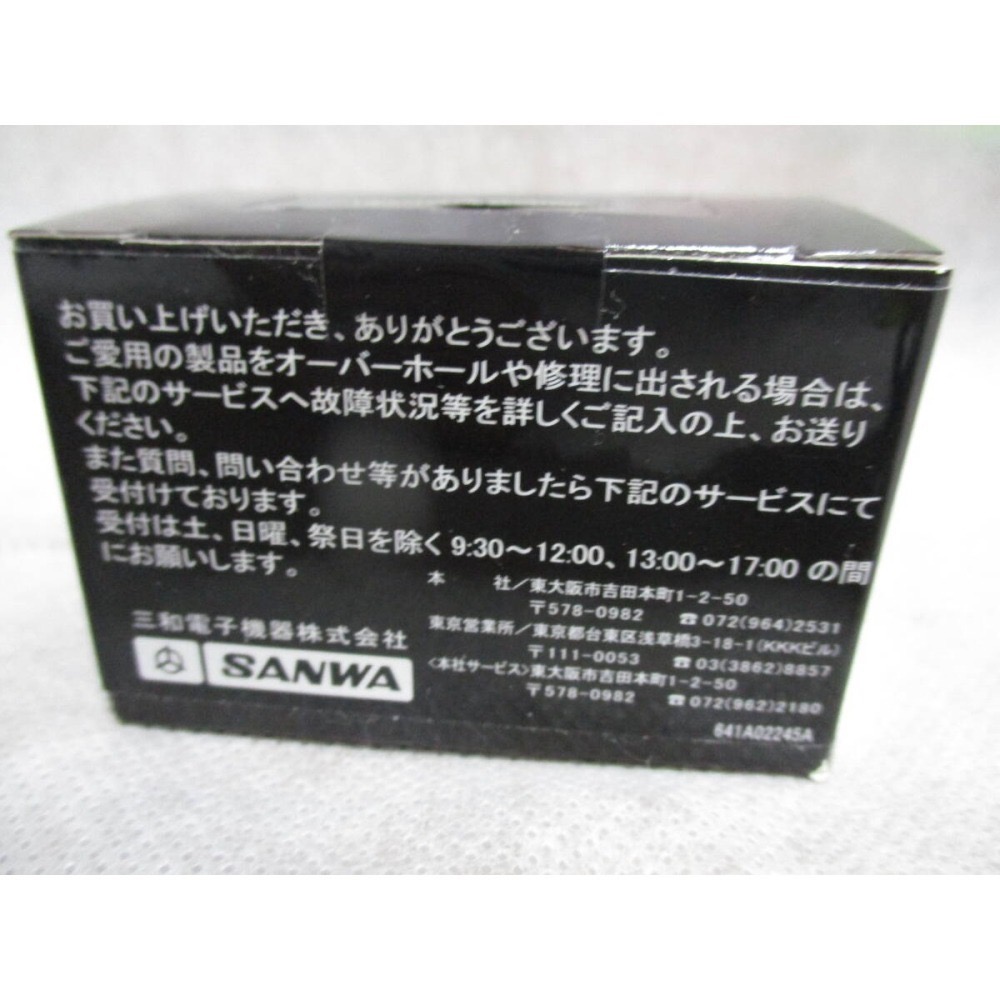 お買い上げいただき、ありがとうございます。
ご愛用の製品をオーバーホールや修理に出される場合は、
下記のサービスへ故障状況等を詳しくご記入の上、お送り
ください。
また質問、問い合わせ等がありましたら下記のサービスにて
受付けております。
受付は土、日曜、祭日を除く 9:30～12:00、13:00～17:00 の間
にお願いします。
三和電子機器株式会社
SANWA
本 社／東大阪市吉田本町1-2-50
〒578-0982 ☎072(964)2531
東京営業所／東京都台東区浅草橋3-18-1(KKKビル)
〒111-0053 ☎03(3862)8857
〈本社サービス〉東大阪市吉田本町1-2-50
〒578-0982 ☎072(962)2180
641A02245A